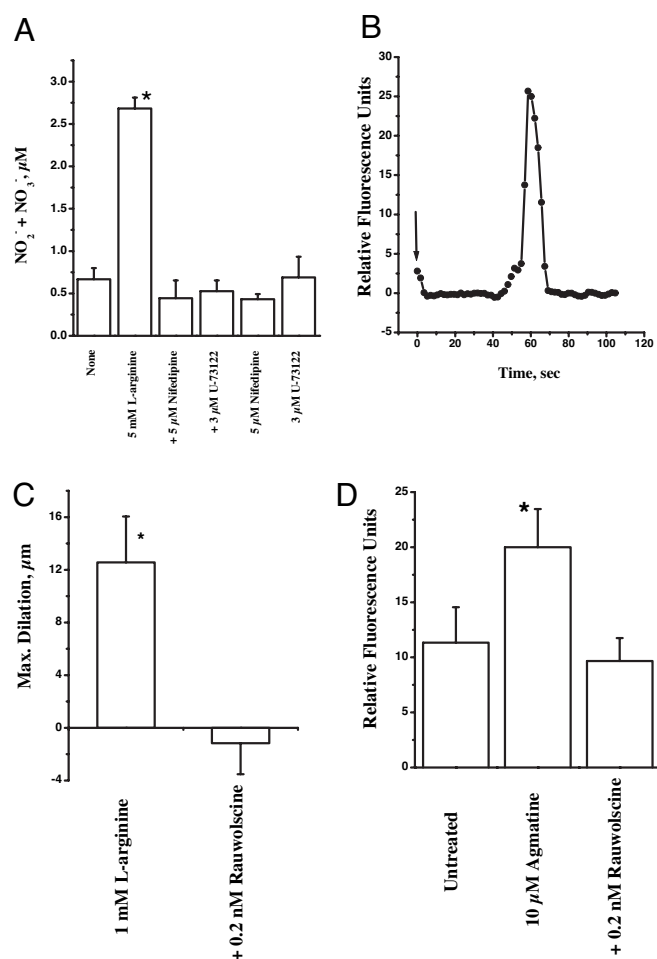 A
NO₂⁻ + NO₃⁻, µM
3.0
2.5
2.0
1.5
1.0
0.5
0.0
*
None
5 mM L-arginine
+ 5 µM Nifedipine
+ 3 µM U-73122
5 µM Nifedipine
3 µM U-73122
B
Relative Fluorescence Units
30
25
20
15
10
5
0
-5
0 20 40 60 80 100 120
Time, sec
C
Max. Dilation, µm
16
12
8
4
0
-4
*
1 mM L-arginine
+ 0.2 nM Rauwolscine
D
Relative Fluorescence Units
25
20
15
10
5
0
*
Untreated
10 µM Agmatine
+ 0.2 nM Rauwolscine